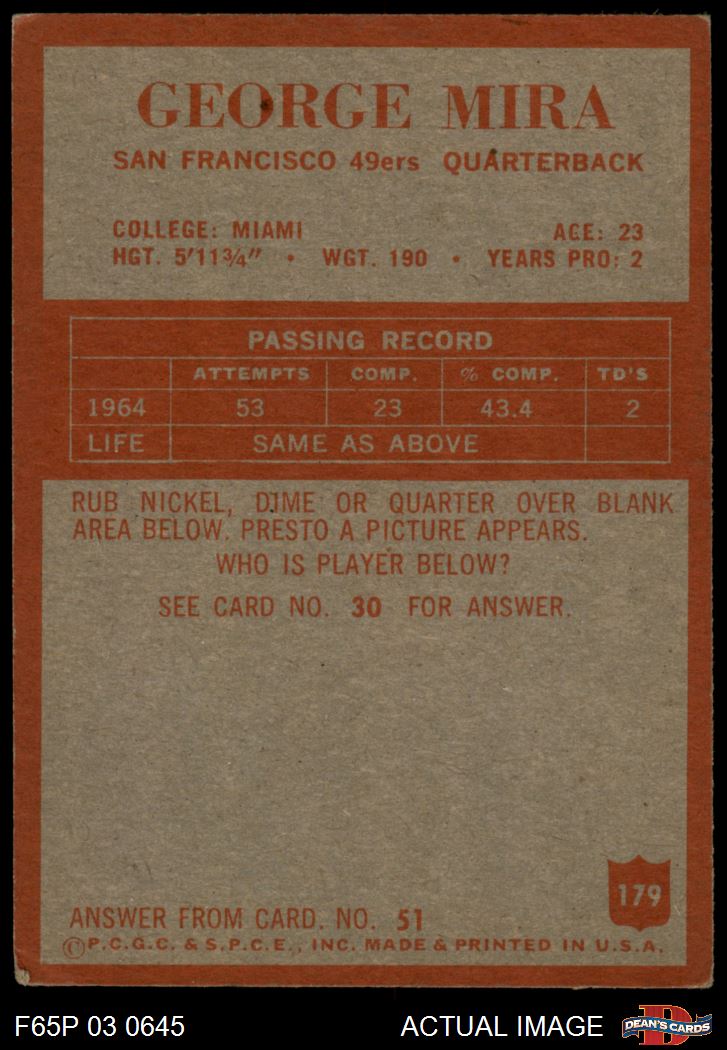 GEORGE MIRA
SAN FRANCISCO 49ers QUARTERBACK
COLLEGE: MIAMI AGE: 23
HGT. 5'11¾" • WGT. 190 • YEARS PRO: 2
PASSING RECORD
ATTEMPTS COMP. % COMP. TD'S
1964 53 23 43.4 2
LIFE SAME AS ABOVE
RUB NICKEL, DIME OR QUARTER OVER BLANK
AREA BELOW. PRESTO A PICTURE APPEARS.
WHO IS PLAYER BELOW?
SEE CARD NO. 30 FOR ANSWER.
179
ANSWER FROM CARD. NO. 51
©P.C.G.C. & S.P.C.E., INC. MADE & PRINTED IN U.S.A.
F65P 03 0645 ACTUAL IMAGE D DEAN'S CARDS